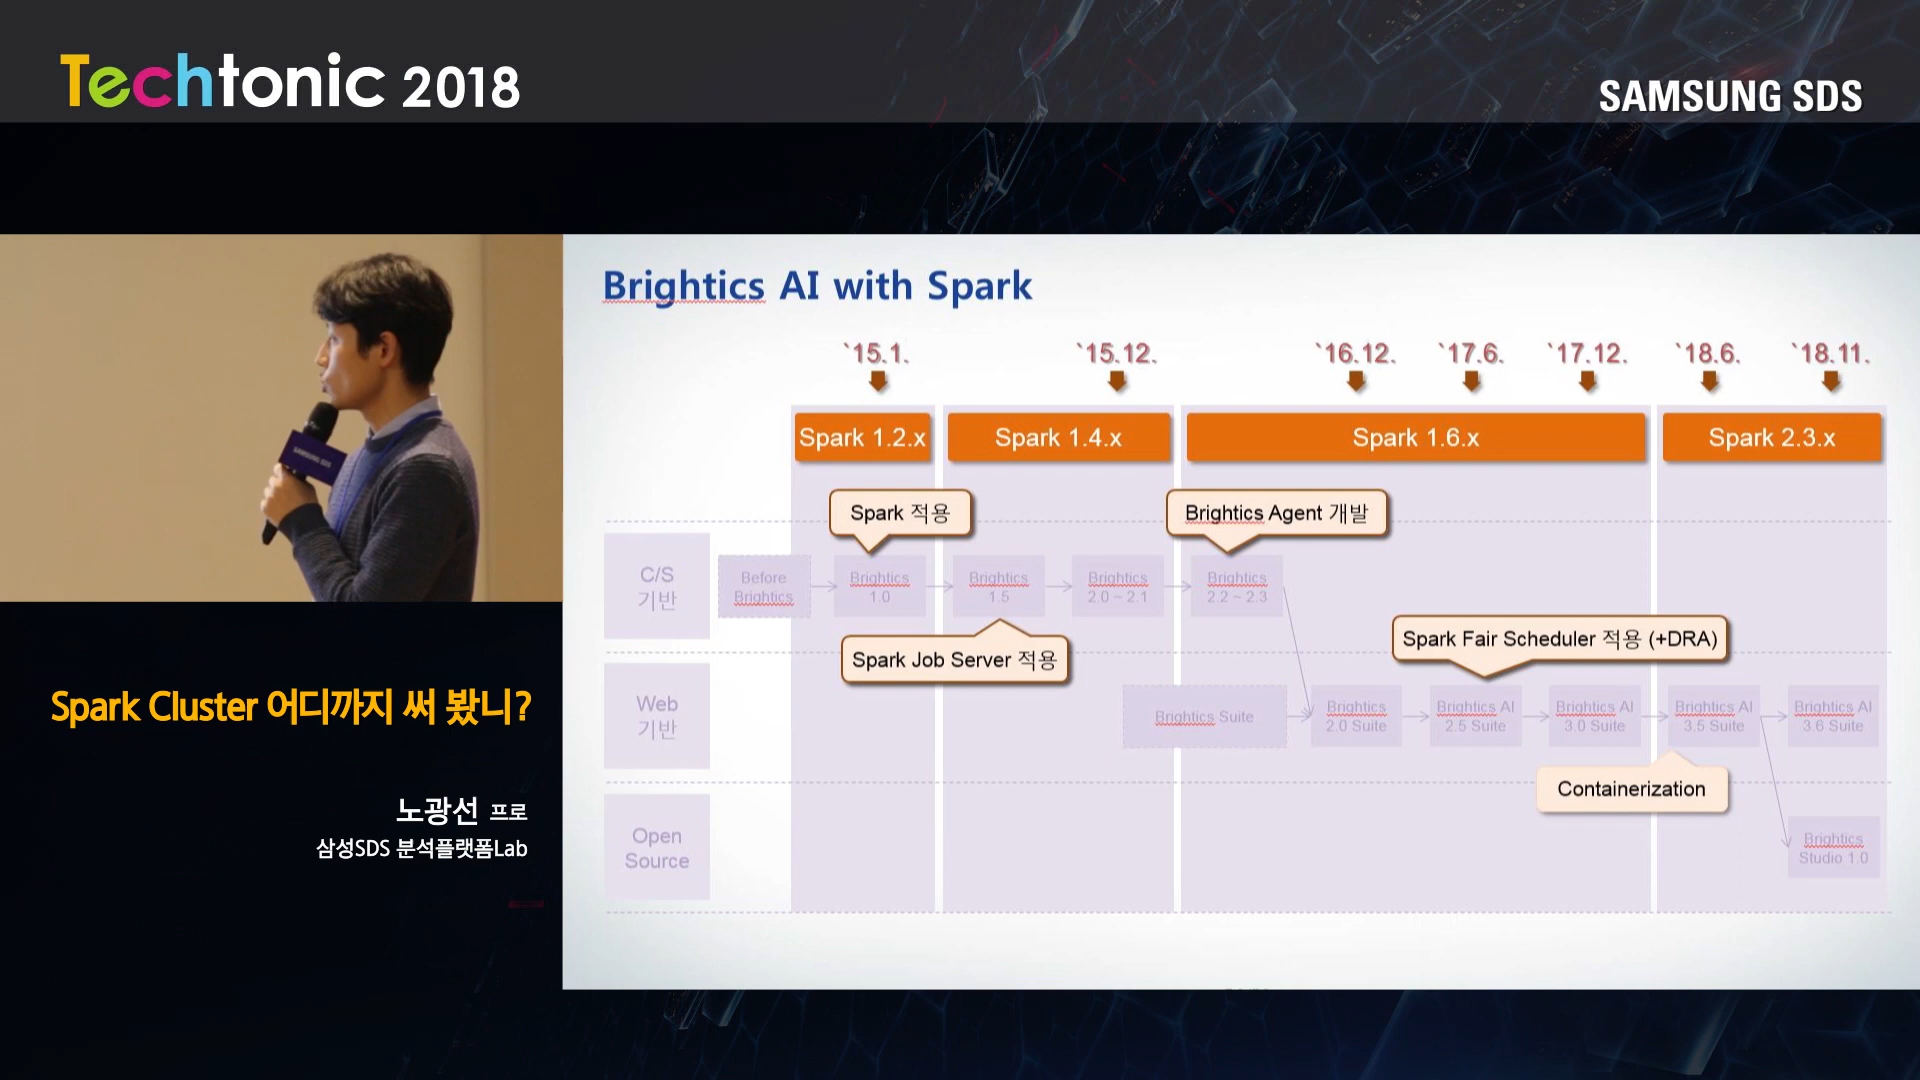 Techtonic 2018
SAMSUNG SDS
SAMSUNG SDS
Spark Cluster 어디까지 써 봤니?
노광선 프로
삼성SDS 분석플랫폼Lab
Brightics AI with Spark
`15.1.
`15.12.
`16.12.
`17.6.
`17.12.
`18.6.
`18.11.
Spark 1.2.x
Spark 1.4.x
Spark 1.6.x
Spark 2.3.x
Spark 적용
Brightics Agent 개발
C/S
기반
Before
Brightics
Brightics
1.0
Brightics
1.5
Brightics
2.0 ~ 2.1
Brightics
2.2 ~ 2.3
Spark Job Server 적용
Spark Fair Scheduler 적용 (+DRA)
Web
기반
Brightics Suite
Brightics
2.0 Suite
Brightics AI
2.5 Suite
Brightics AI
3.0 Suite
Brightics AI
3.5 Suite
Brightics AI
3.6 Suite
Containerization
Open
Source
Brightics
Studio 1.0